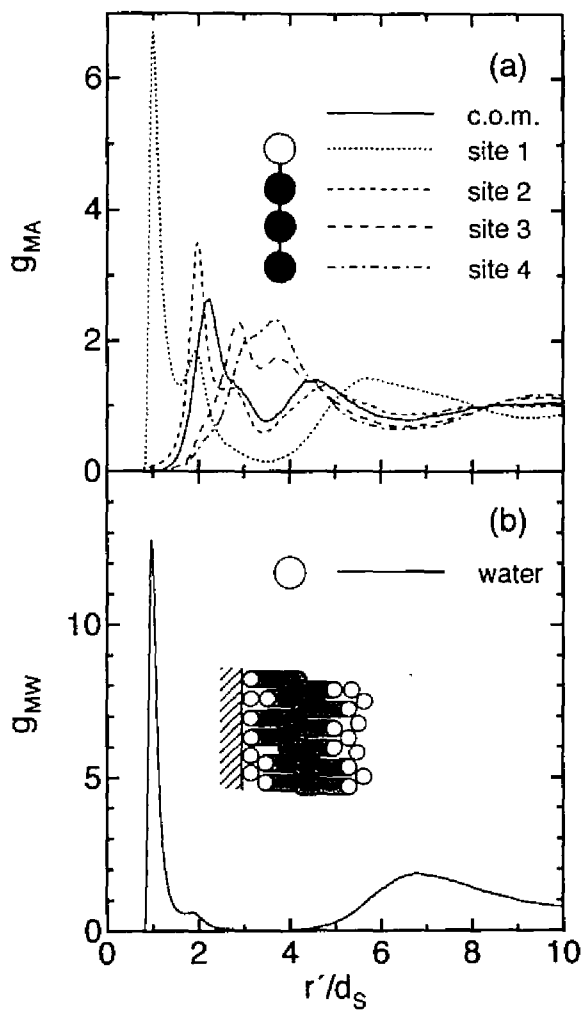 (a)
6
4
2
0
g_MA
c.o.m.
site 1
site 2
site 3
site 4
(b)
10
5
0
g_MW
water
0 2 4 6 8 10
r′/d_S